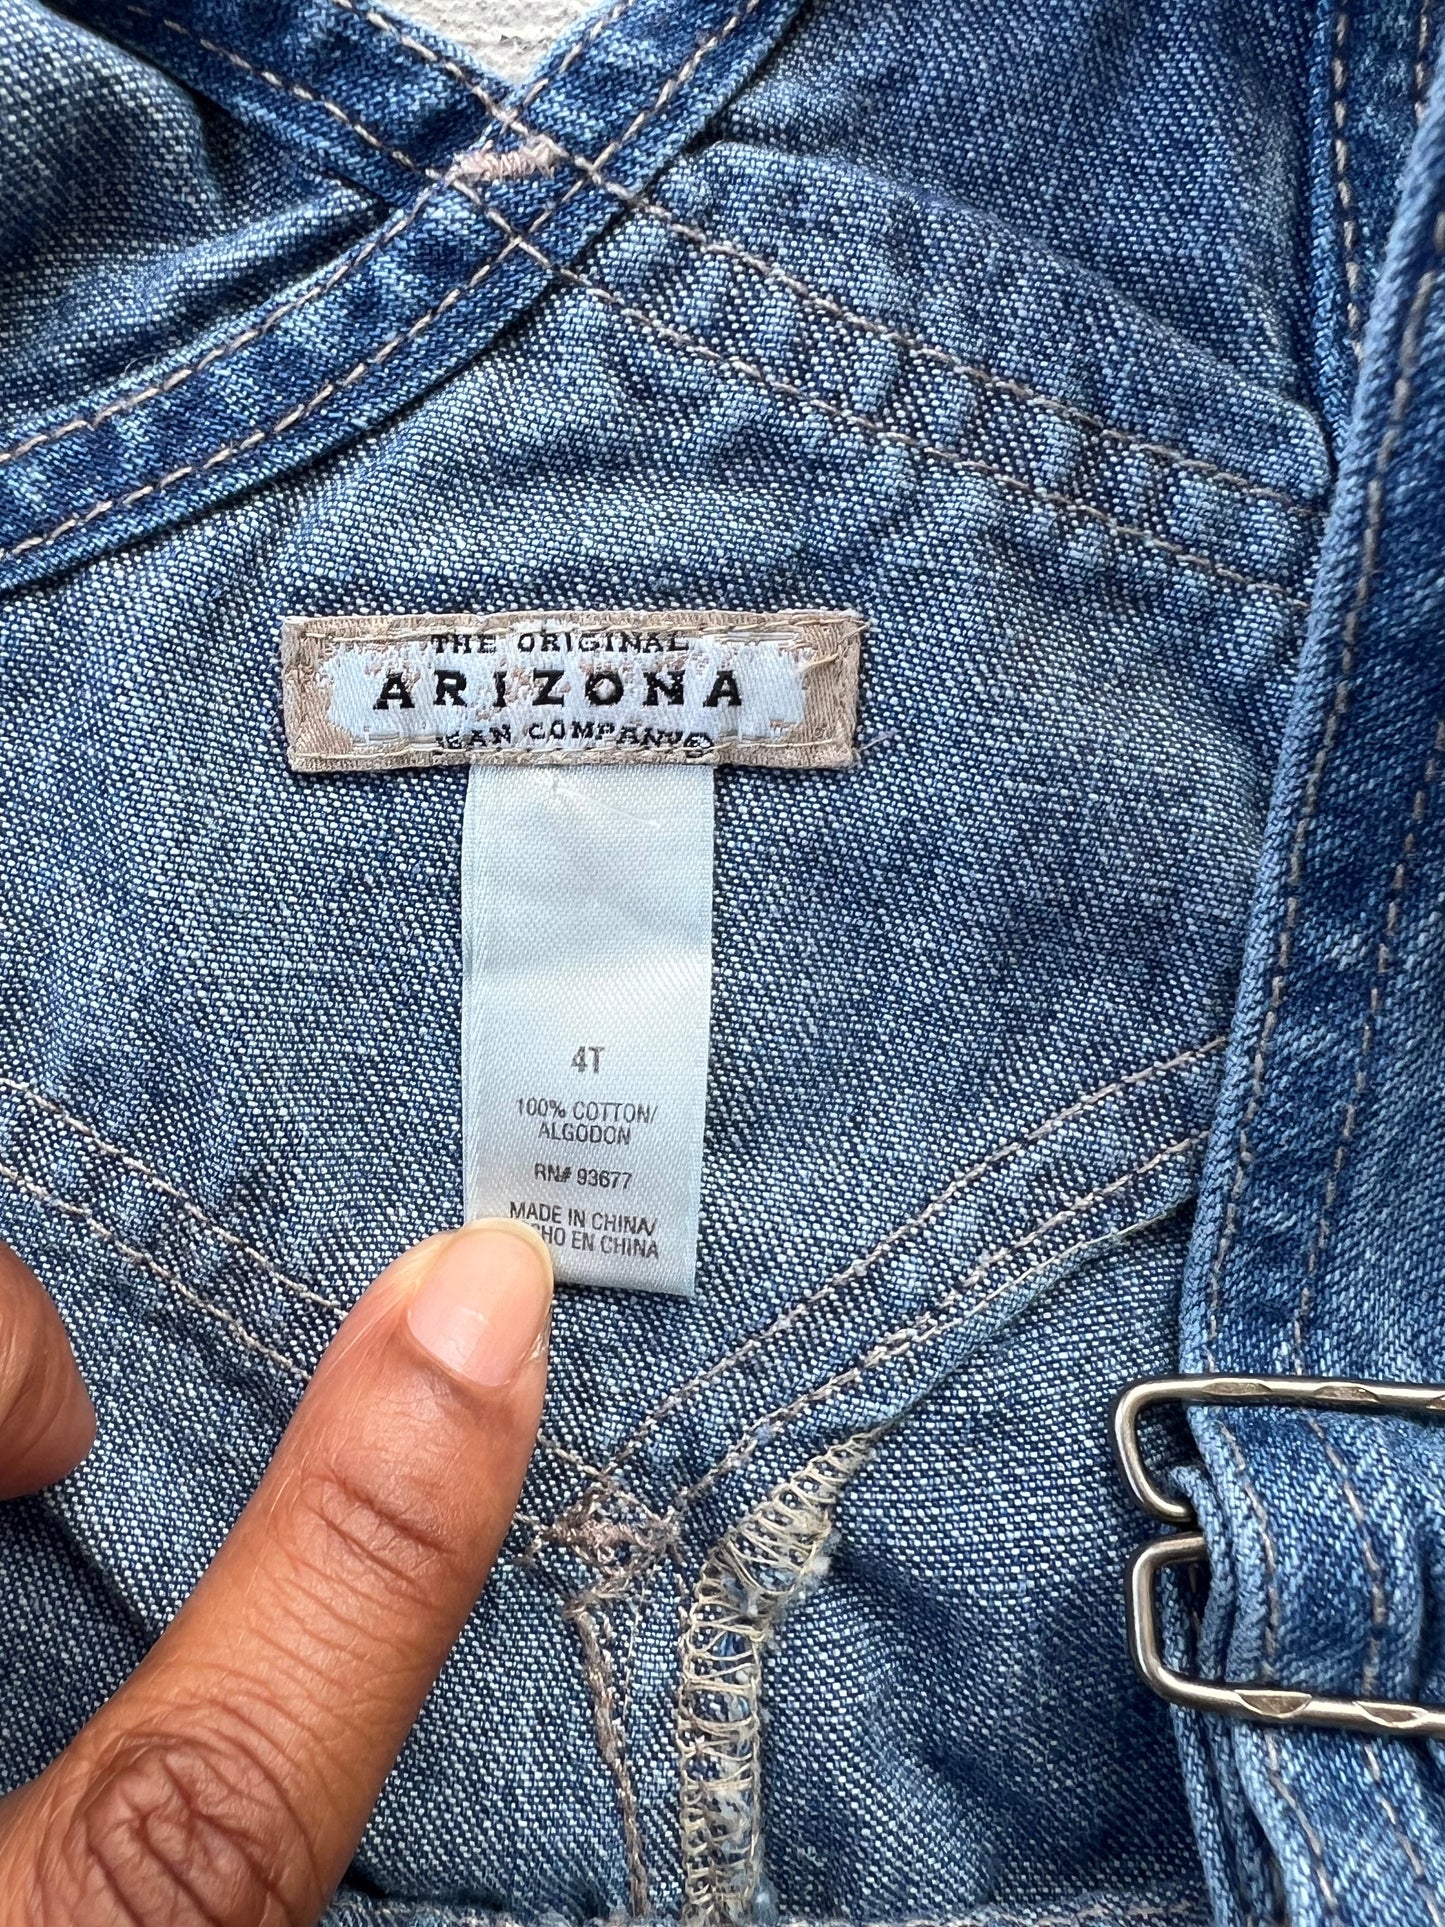 THE ORIGINAL
ARIZONA
JEAN COMPANY®
4T
100% COTTON/
ALGODON
RN# 93677
MADE IN CHINA/
HECHO EN CHINA